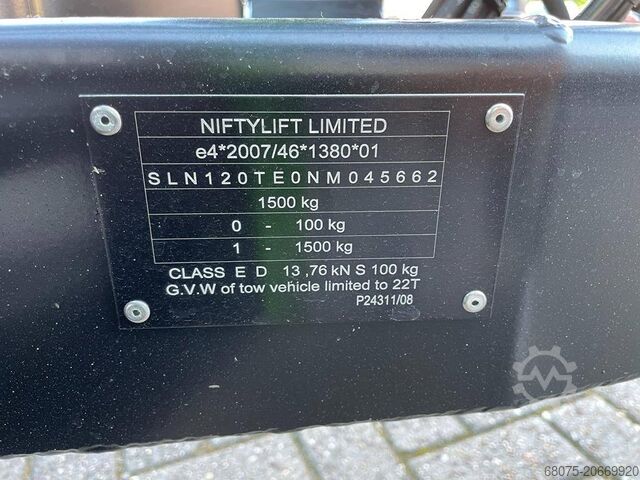 NIFTYLIFT LIMITED
e4*2007/46*1380*01
SLN120TE0NM045662
1500 kg
0 - 100 kg
1 - 1500 kg
CLASS E D 13 ,76 kN S 100 kg
G.V.W of tow vehicle limited to 22T
P24311/08
68075-20669920